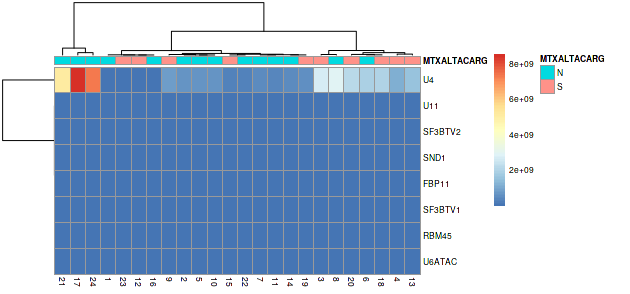 MTXALTACARG
MTXALTACARG
N
S
8e+09
6e+09
4e+09
2e+09
U4
U11
SF3BTV2
SND1
FBP11
SF3BTV1
RBM45
U6ATAC
21 17 24 1 23 12 16 9 2 5 10 15 22 7 11 14 19 3 8 20 6 18 4 13